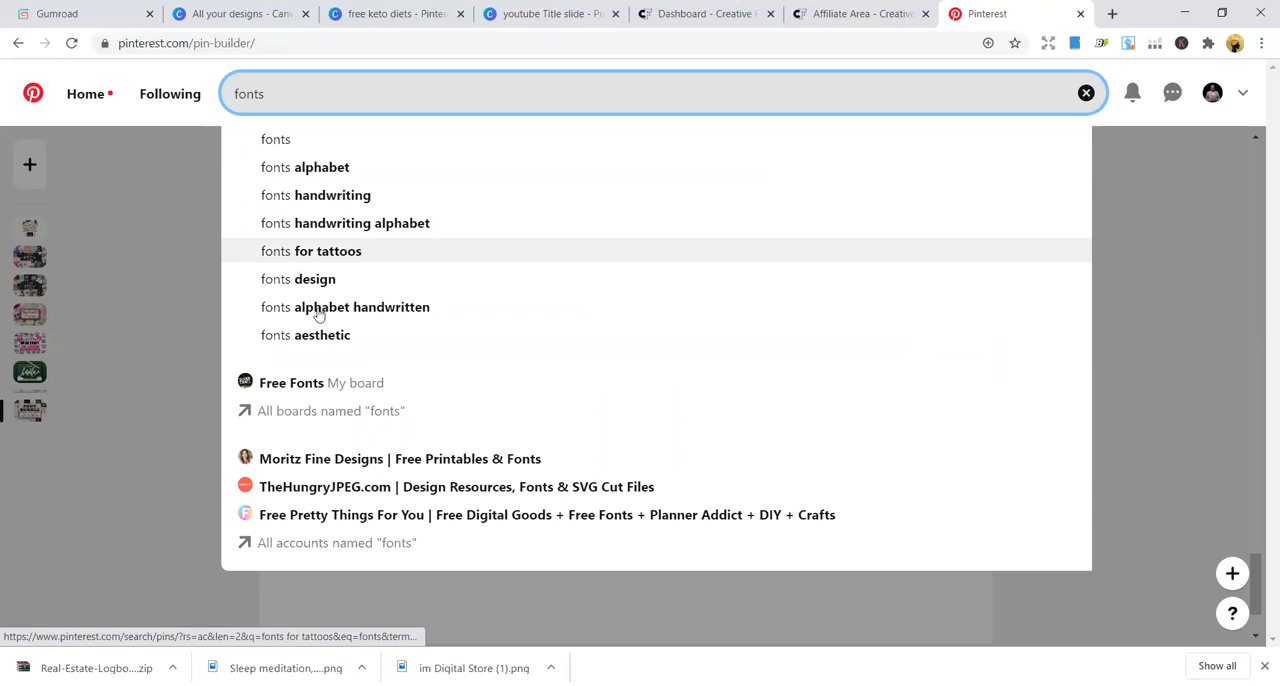 Gumroad
All your designs - Can
free keto diets - Pinter
youtube Title slide - Pr
Dashboard - Creative F
Affiliate Area - Creative
Pinterest
pinterest.com/pin-builder/
Home
Following
fonts
fonts
fonts alphabet
fonts handwriting
fonts handwriting alphabet
fonts for tattoos
fonts design
fonts alphabet handwritten
fonts aesthetic
Free Fonts My board
All boards named "fonts"
Moritz Fine Designs | Free Printables & Fonts
TheHungryJPEG.com | Design Resources, Fonts & SVG Cut Files
Free Pretty Things For You | Free Digital Goods + Free Fonts + Planner Addict + DIY + Crafts
All accounts named "fonts"
?
https://www.pinterest.com/search/pins/?rs=ac&len=2&q=fonts for tattoos&eq=fonts&term...
Real-Estate-Logbo....zip
Sleep meditation,....png
im Digital Store (1).png
Show all